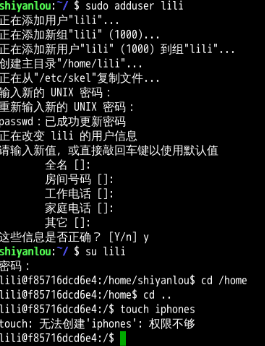 shiyanlou:~/ $ sudo adduser lili
正在添加用户"lili"...
正在添加新组"lili" (1000)...
正在添加新用户"lili" (1000) 到组"lili"...
创建主目录"/home/lili"...
正在从"/etc/skel"复制文件...
输入新的 UNIX 密码：
重新输入新的 UNIX 密码：
passwd：已成功更新密码
正在改变 lili 的用户信息
请输入新值，或直接敲回车键以使用默认值
全名 []:
房间号码 []:
工作电话 []:
家庭电话 []:
其它 []:
这些信息是否正确？ [Y/n] y
shiyanlou:~/ $ su lili
密码：
lili@f85716dcd6e4:/home/shiyanlou$ cd /home
lili@f85716dcd6e4:/home$ cd ..
lili@f85716dcd6e4:/$ touch iphones
touch: 无法创建'iphones': 权限不够
lili@f85716dcd6e4:/$